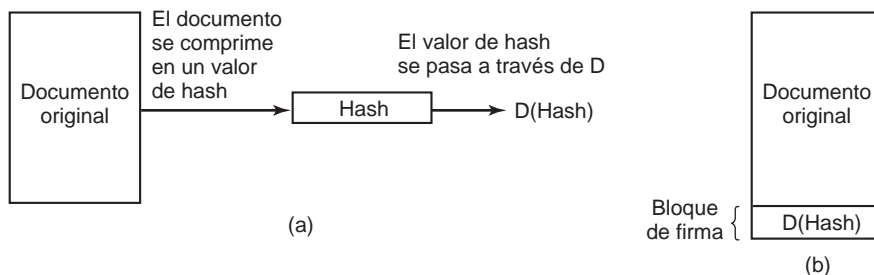 Documento
original
El documento
se comprime
en un valor
de hash
Hash
El valor de hash
se pasa a través de D
D(Hash)
(a)
Documento
original
Bloque
de firma
D(Hash)
(b)